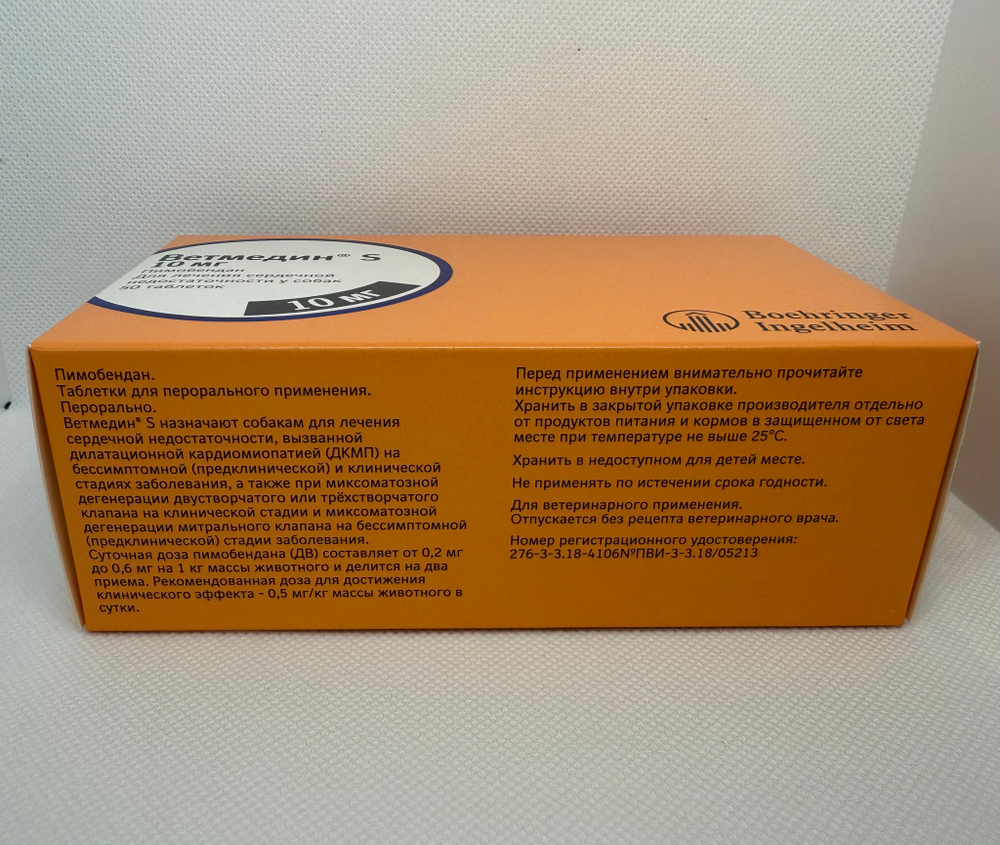 Ветмедин® S
10 мг
Пимобендан
Для лечения сердечной
недостаточности у собак
50 таблеток
10 мг
Boehringer
Ingelheim
Пимобендан.
Таблетки для перорального применения.
Перорально.
Ветмедин® S назначают собакам для лечения
сердечной недостаточности, вызванной
дилатационной кардиомиопатией (ДКМП) на
бессимптомной (предклинической) и клинической
стадиях заболевания, а также при миксоматозной
дегенерации двустворчатого или трёхстворчатого
клапана на клинической стадии и миксоматозной
дегенерации митрального клапана на бессимптомной
(предклинической) стадии заболевания.
Суточная доза пимобендана (ДВ) составляет от 0,2 мг
до 0,6 мг на 1 кг массы животного и делится на два
приема. Рекомендованная доза для достижения
клинического эффекта - 0,5 мг/кг массы животного в
сутки.
Перед применением внимательно прочитайте
инструкцию внутри упаковки.
Хранить в закрытой упаковке производителя отдельно
от продуктов питания и кормов в защищенном от света
месте при температуре не выше 25°С.
Хранить в недоступном для детей месте.
Не применять по истечении срока годности.
Для ветеринарного применения.
Отпускается без рецепта ветеринарного врача.
Номер регистрационного удостоверения:
276-3-3.18-4106№ПВИ-3-3.18/05213